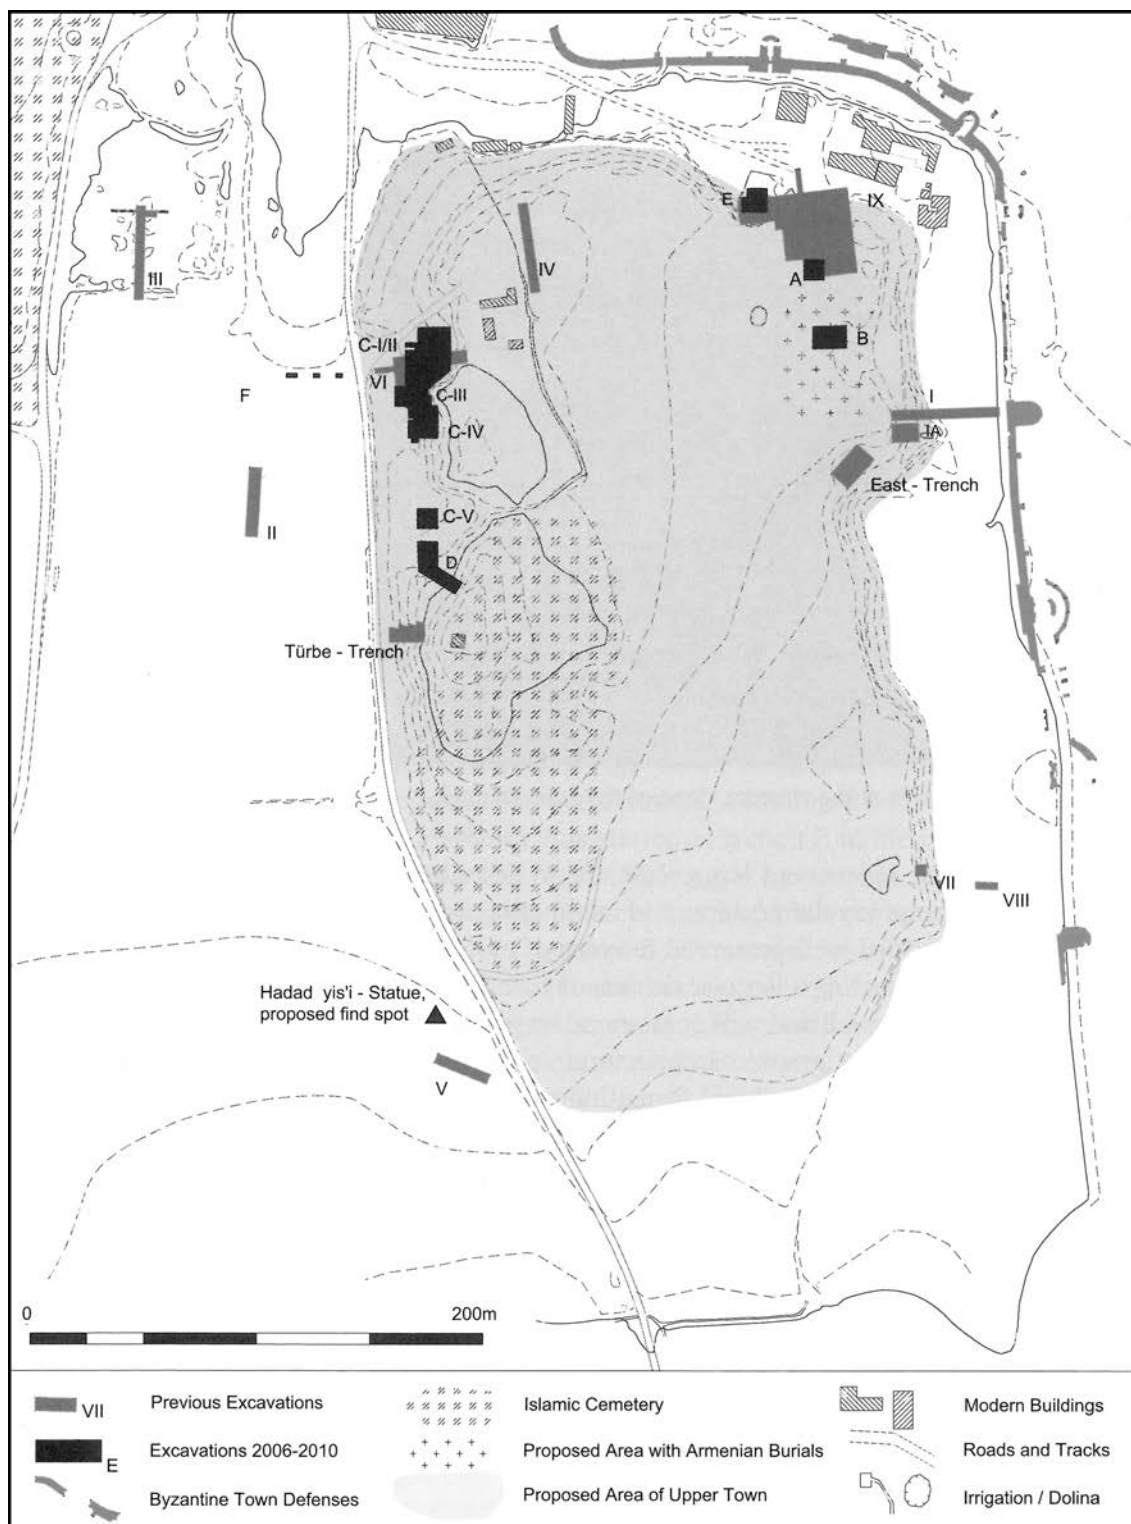 E
IX
III
IV
A
C-I/II
B
VI
F
C-III
I
C-IV
IA
East - Trench
II
C-V
D
Türbe - Trench
VII
VIII
Hadad yis'i - Statue,
proposed find spot
V
0 200m
VII Previous Excavations
Islamic Cemetery
Modern Buildings
E Excavations 2006-2010
Proposed Area with Armenian Burials
Roads and Tracks
Byzantine Town Defenses
Proposed Area of Upper Town
Irrigation / Dolina